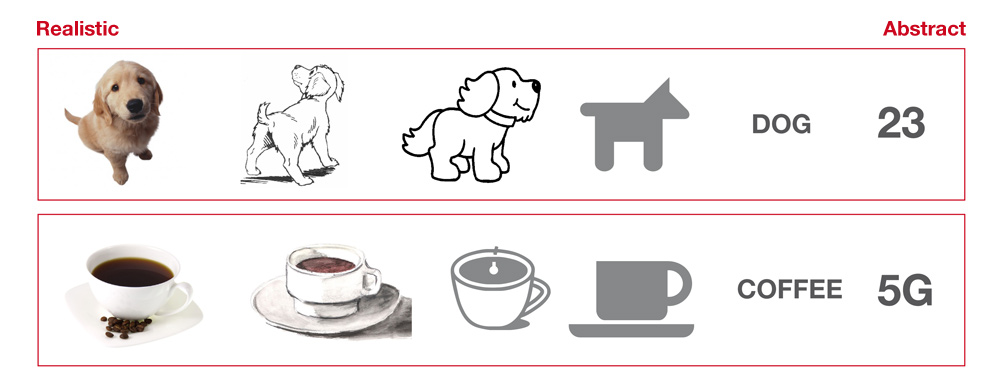 Realistic
Abstract
DOG
23
COFFEE
5G